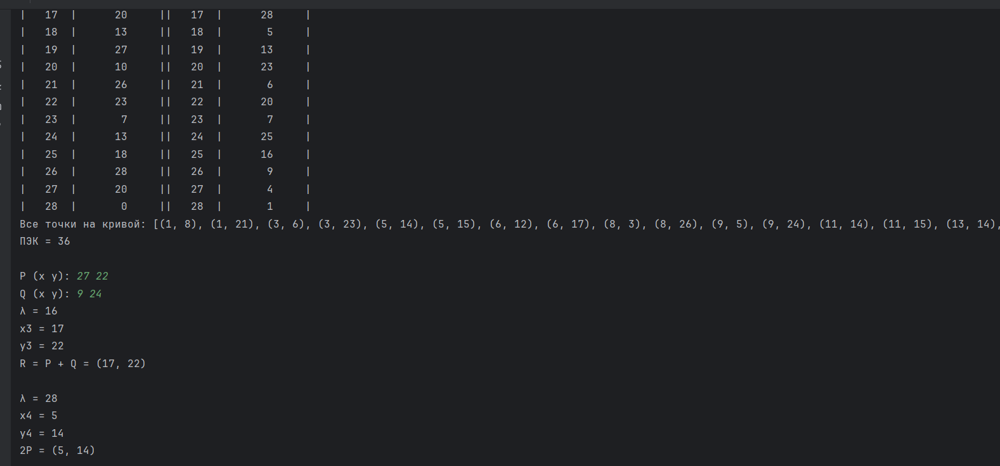 | 17 | 20 || 17 | 28 |
| 18 | 13 || 18 | 5 |
| 19 | 27 || 19 | 13 |
| 20 | 10 || 20 | 23 |
| 21 | 26 || 21 | 6 |
| 22 | 23 || 22 | 20 |
| 23 | 7 || 23 | 7 |
| 24 | 13 || 24 | 25 |
| 25 | 18 || 25 | 16 |
| 26 | 28 || 26 | 9 |
| 27 | 20 || 27 | 4 |
| 28 | 0 || 28 | 1 |
Все точки на кривой: [(1, 8), (1, 21), (3, 6), (3, 23), (5, 14), (5, 15), (6, 12), (6, 17), (8, 3), (8, 26), (9, 5), (9, 24), (11, 14), (11, 15), (13, 14),
ПЭК = 36
P (x y): 27 22
Q (x y): 9 24
λ = 16
x3 = 17
y3 = 22
R = P + Q = (17, 22)
λ = 28
x4 = 5
y4 = 14
2P = (5, 14)